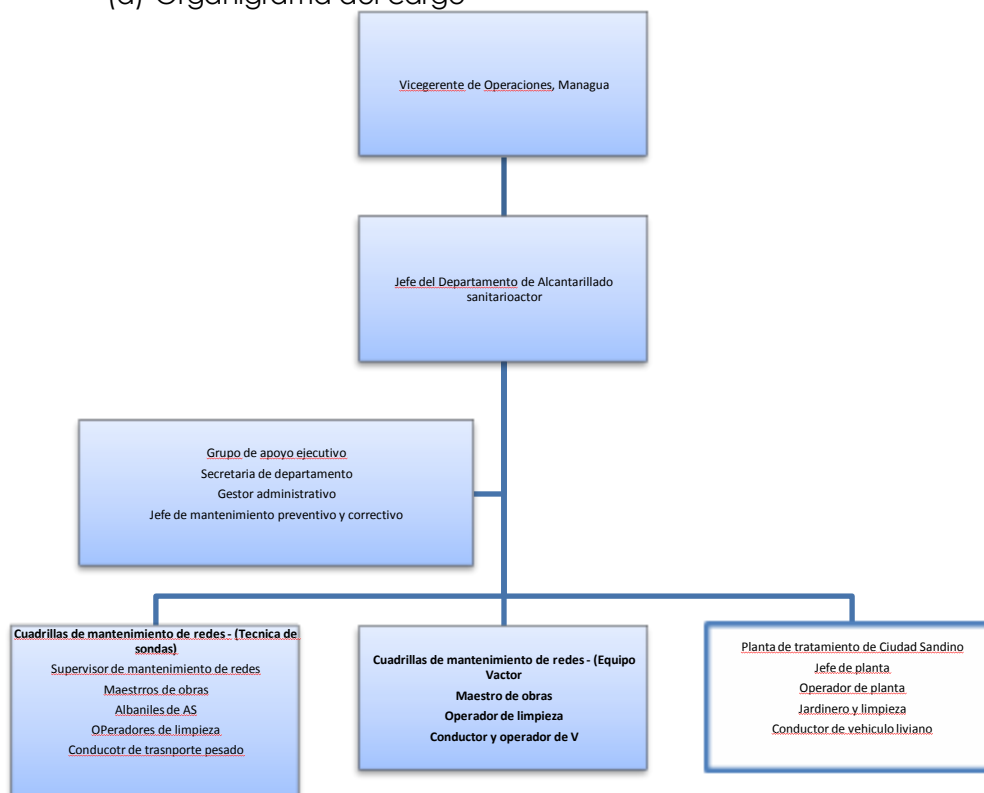 (a) Organigrama del cargo
Vicegerente de Operaciones, Managua
Jefe del Departamento de Alcantarillado
sanitarioactor
Grupo de apoyo ejecutivo
Secretaria de departamento
Gestor administrativo
Jefe de mantenimiento preventivo y correctivo
Cuadrillas de mantenimiento de redes - (Tecnica de
sondas)
Supervisor de mantenimiento de redes
Maestrros de obras
Albaniles de AS
OPeradores de limpieza
Conducotr de trasnporte pesado
Cuadrillas de mantenimiento de redes - (Equipo
Vactor
Maestro de obras
Operador de limpieza
Conductor y operador de V
Planta de tratamiento de Ciudad Sandino
Jefe de planta
Operador de planta
Jardinero y limpieza
Conductor de vehiculo liviano